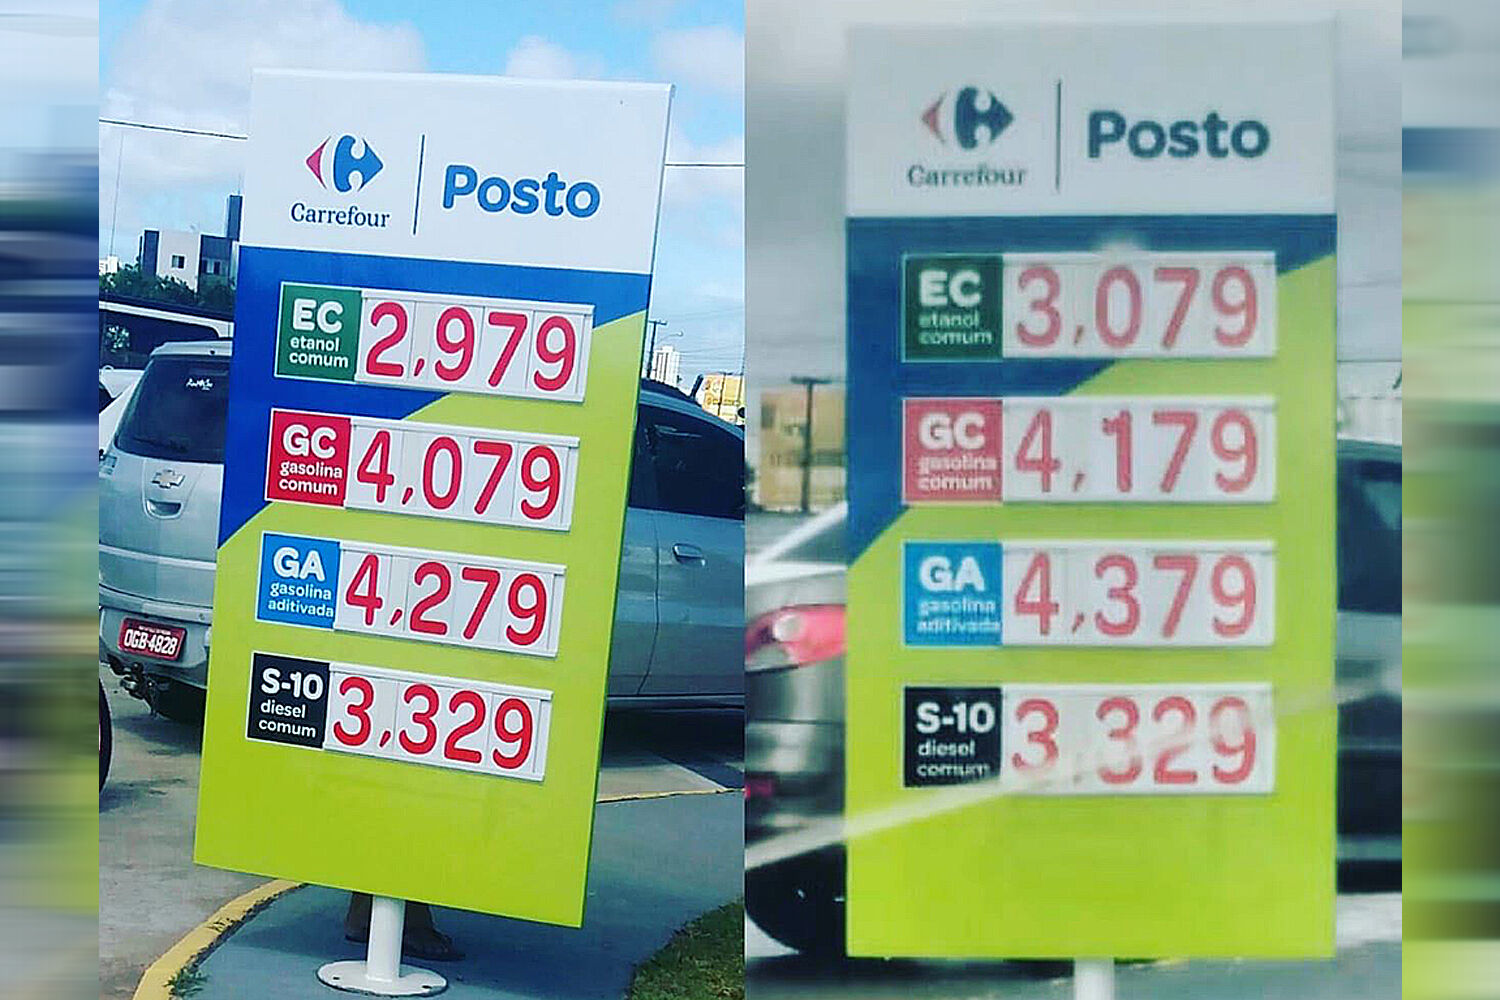 Carrefour
Posto
EC
etanol
comum
2,979
GC
gasolina
comum
4,079
GA
gasolina
aditivada
4,279
S-10
diesel
comum
3,329
OGB-4828
Carrefour
Posto
EC
etanol
comum
3,079
GC
gasolina
comum
4,179
GA
gasolina
aditivada
4,379
S-10
diesel
comum
3,329